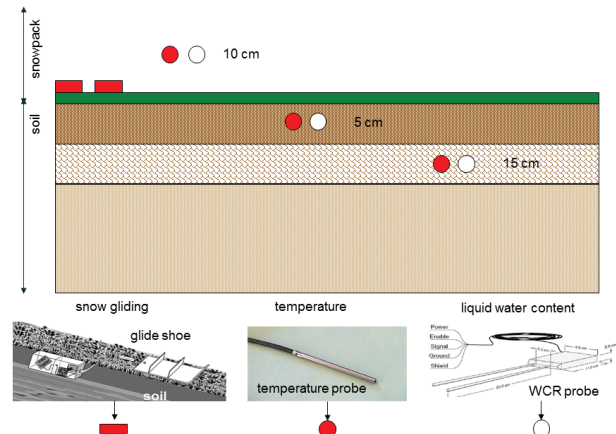 snowpack
10 cm
soil
5 cm
15 cm
snow gliding
temperature
liquid water content
glide shoe
soil
temperature probe
Power
Enable
Signal
Ground
Shield
WCR probe